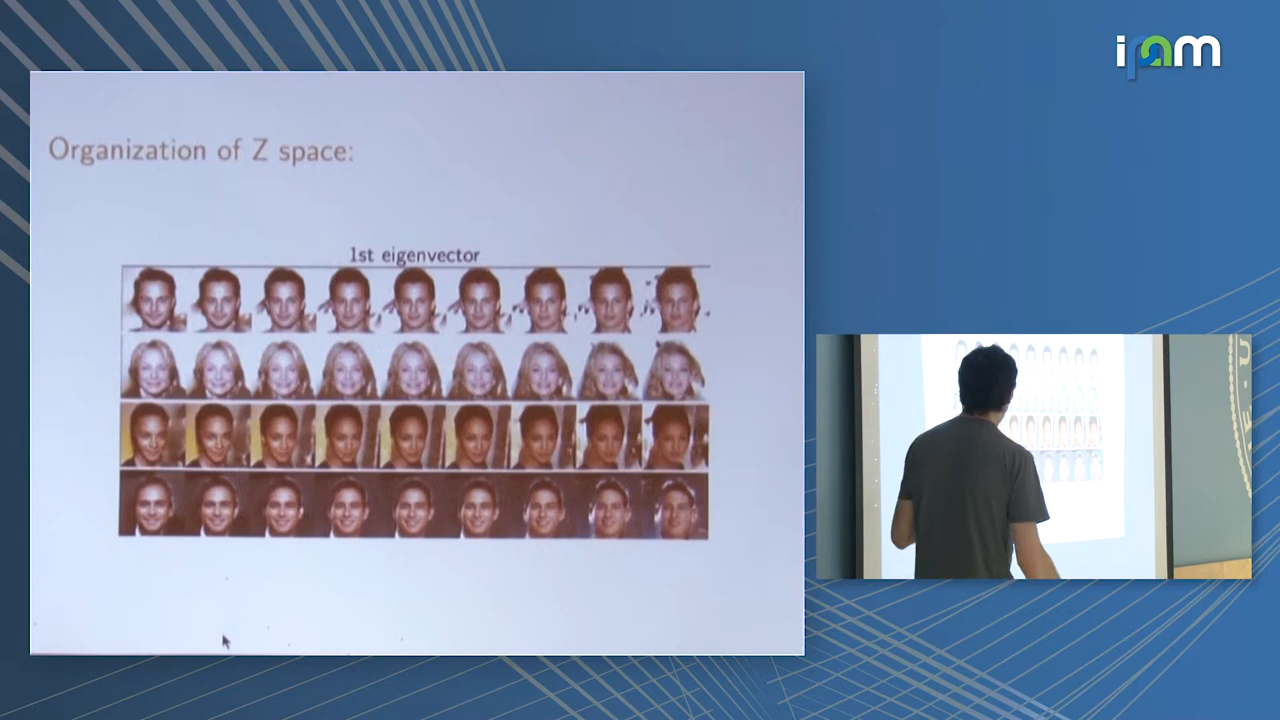 ipam
Organization of Z space:
1st eigenvector